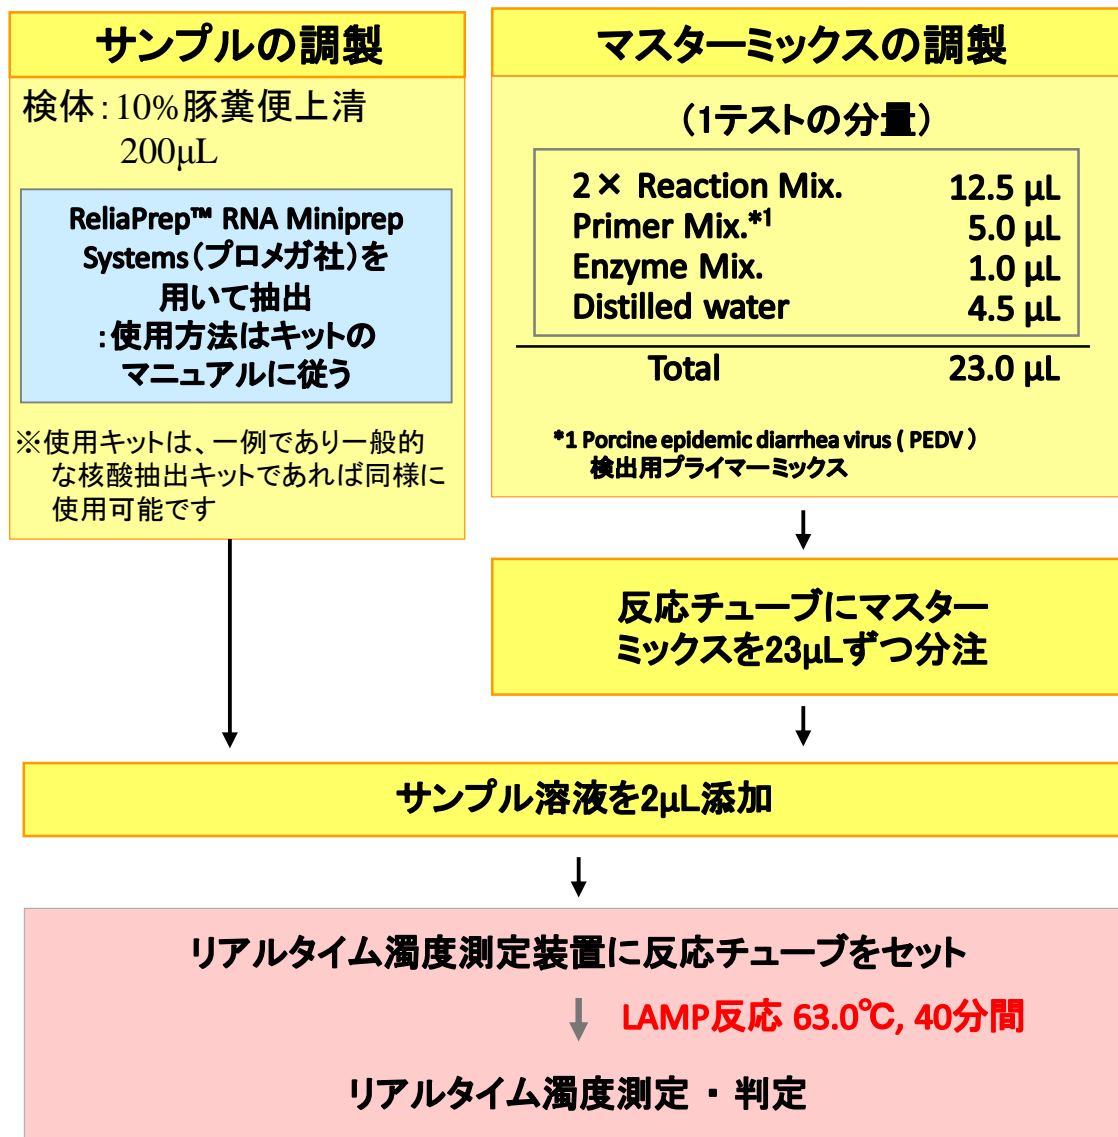 サンプルの調製
検体：10%豚糞便上清
200μL
ReliaPrep™ RNA Miniprep
Systems（プロメガ社）を
用いて抽出
：使用方法はキットの
マニュアルに従う
※使用キットは、一例であり一般的
な核酸抽出キットであれば同様に
使用可能です
マスターミックスの調製
（1テストの分量）
2× Reaction Mix. 12.5 μL
Primer Mix.*1 5.0 μL
Enzyme Mix. 1.0 μL
Distilled water 4.5 μL
Total 23.0 μL
*1 Porcine epidemic diarrhea virus ( PEDV )
検出用プライマーミックス
反応チューブにマスター
ミックスを23μLずつ分注
サンプル溶液を2μL添加
リアルタイム濁度測定装置に反応チューブをセット
LAMP反応 63.0℃, 40分間
リアルタイム濁度測定・判定